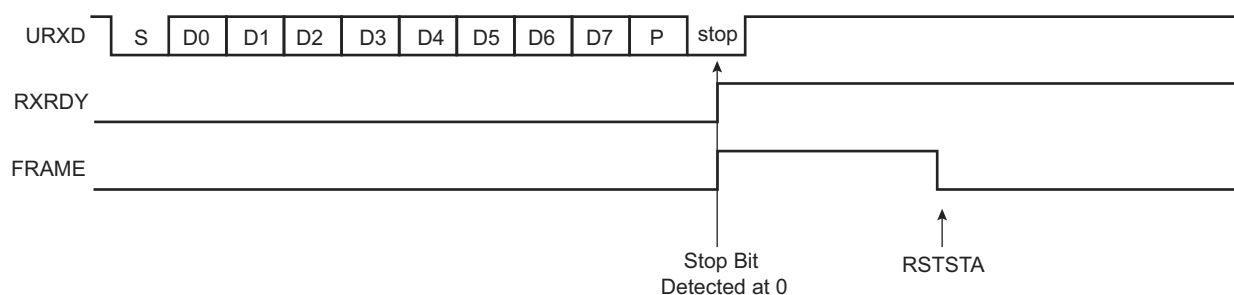 URXD S D0 D1 D2 D3 D4 D5 D6 D7 P stop
RXRDY
FRAME
Stop Bit
Detected at 0
RSTSTA